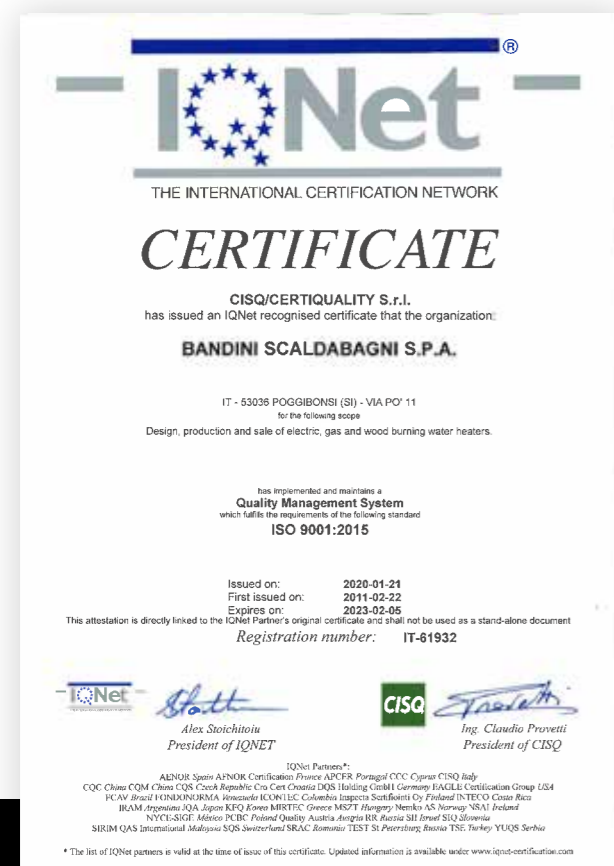 IQNet ®
THE INTERNATIONAL CERTIFICATION NETWORK
CERTIFICATE
CISQ/CERTIQUALITY S.r.l.
has issued an IQNet recognised certificate that the organization:
BANDINI SCALDABAGNI S.P.A.
IT - 53036 POGGIBONSI (SI) - VIA PO' 11
for the following scope
Design, production and sale of electric, gas and wood burning water heaters.
has implemented and maintains a
Quality Management System
which fulfills the requirements of the following standard
ISO 9001:2015
Issued on: 2020-01-21
First issued on: 2011-02-22
Expires on: 2023-02-05
This attestation is directly linked to the IQNet Partner's original certificate and shall not be used as a stand-alone document
Registration number: IT-61932
IQNet
CISQ
Alex Stoichitoiu
President of IQNET
Ing. Claudio Provetti
President of CISQ
IQNet Partners*:
AENOR Spain AFNOR Certification France APCER Portugal CCC Cyprus CISQ Italy
CQC China CQM China CQS Czech Republic Cro Cert Croatia DQS Holding GmbH Germany EAGLE Certification Group USA
FCAV Brazil FONDONORMA Venezuela ICONTEC Colombia Inspecta Sertifiointi Oy Finland INTECO Costa Rica
IRAM Argentina JQA Japan KFQ Korea MIRTEC Greece MSZT Hungary Nemko AS Norway NSAI Ireland
NYCE-SIGE México PCBC Poland Quality Austria Austria RR Russia SII Israel SIQ Slovenia
SIRIM QAS International Malaysia SQS Switzerland SRAC Romania TEST St Petersburg Russia TSE Turkey YUQS Serbia
* The list of IQNet partners is valid at the time of issue of this certificate. Updated information is available under www.iqnet-certification.com